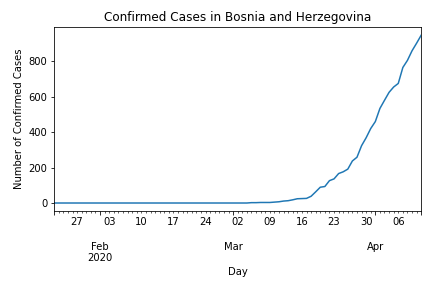 Confirmed Cases in Bosnia and Herzegovina
Number of Confirmed Cases
800
600
400
200
0
27 03 10 17 24 02 09 16 23 30 06
Feb Mar Apr
2020
Day